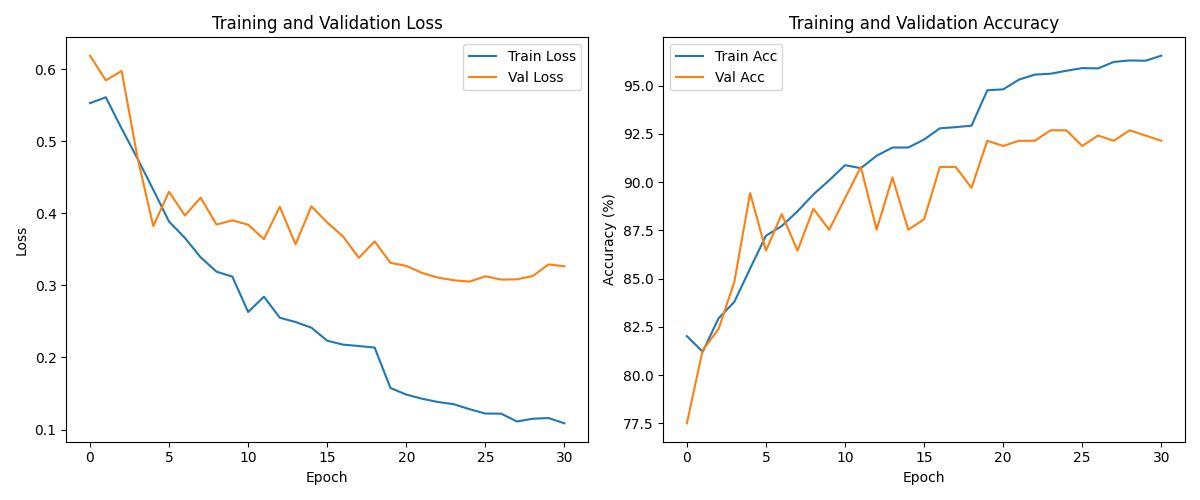 Training and Validation Loss
Train Loss
Val Loss
0.6
0.5
0.4
0.3
0.2
0.1
Loss
0 5 10 15 20 25 30
Epoch
Training and Validation Accuracy
Train Acc
Val Acc
95.0
92.5
90.0
87.5
85.0
82.5
80.0
77.5
Accuracy (%)
0 5 10 15 20 25 30
Epoch